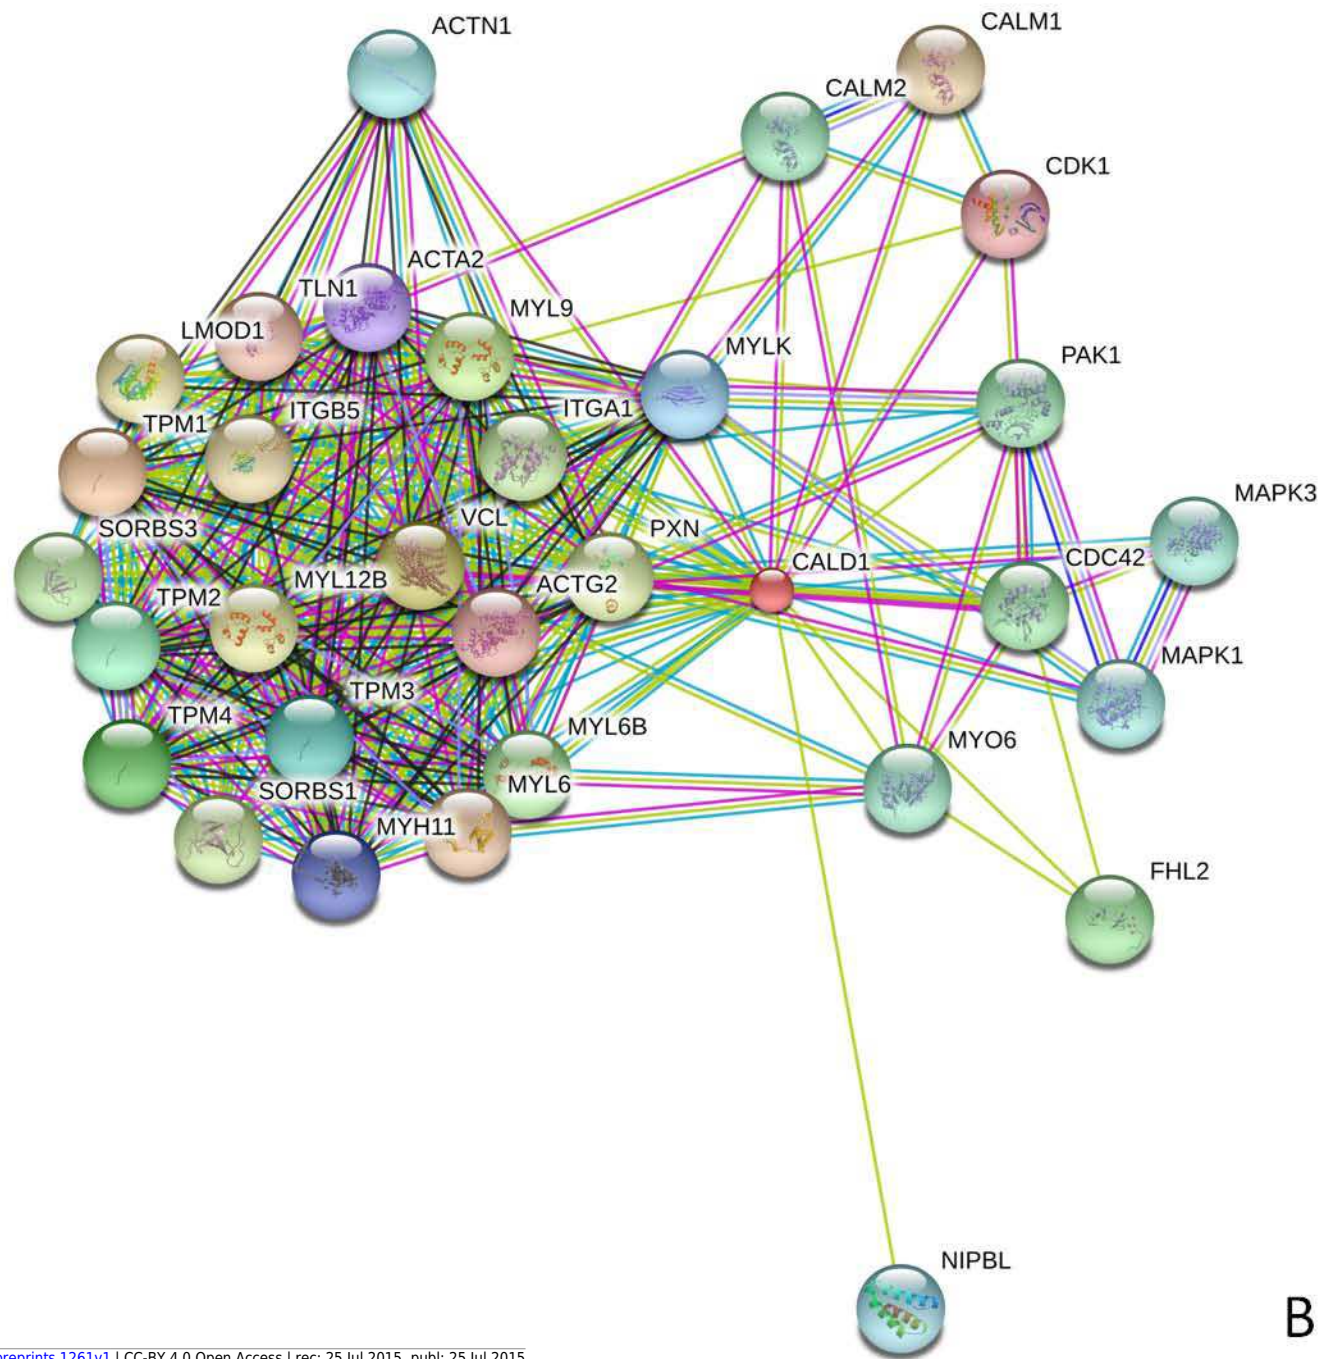 ACTN1
CALM1
CALM2
CDK1
ACTA2
TLN1
MYL9
LMOD1
MYLK
PAK1
ITGB5
ITGA1
TPM1
MAPK3
VCL
PXN
SORBS3
CALD1
CDC42
MYL12B
ACTG2
TPM2
MAPK1
TPM3
TPM4
MYL6B
MYO6
MYL6
SORBS1
MYH11
FHL2
NIPBL
B
preprints.1261v1 | CC-BY 4.0 Open Access | rec: 25 Jul 2015, publ: 25 Jul 2015